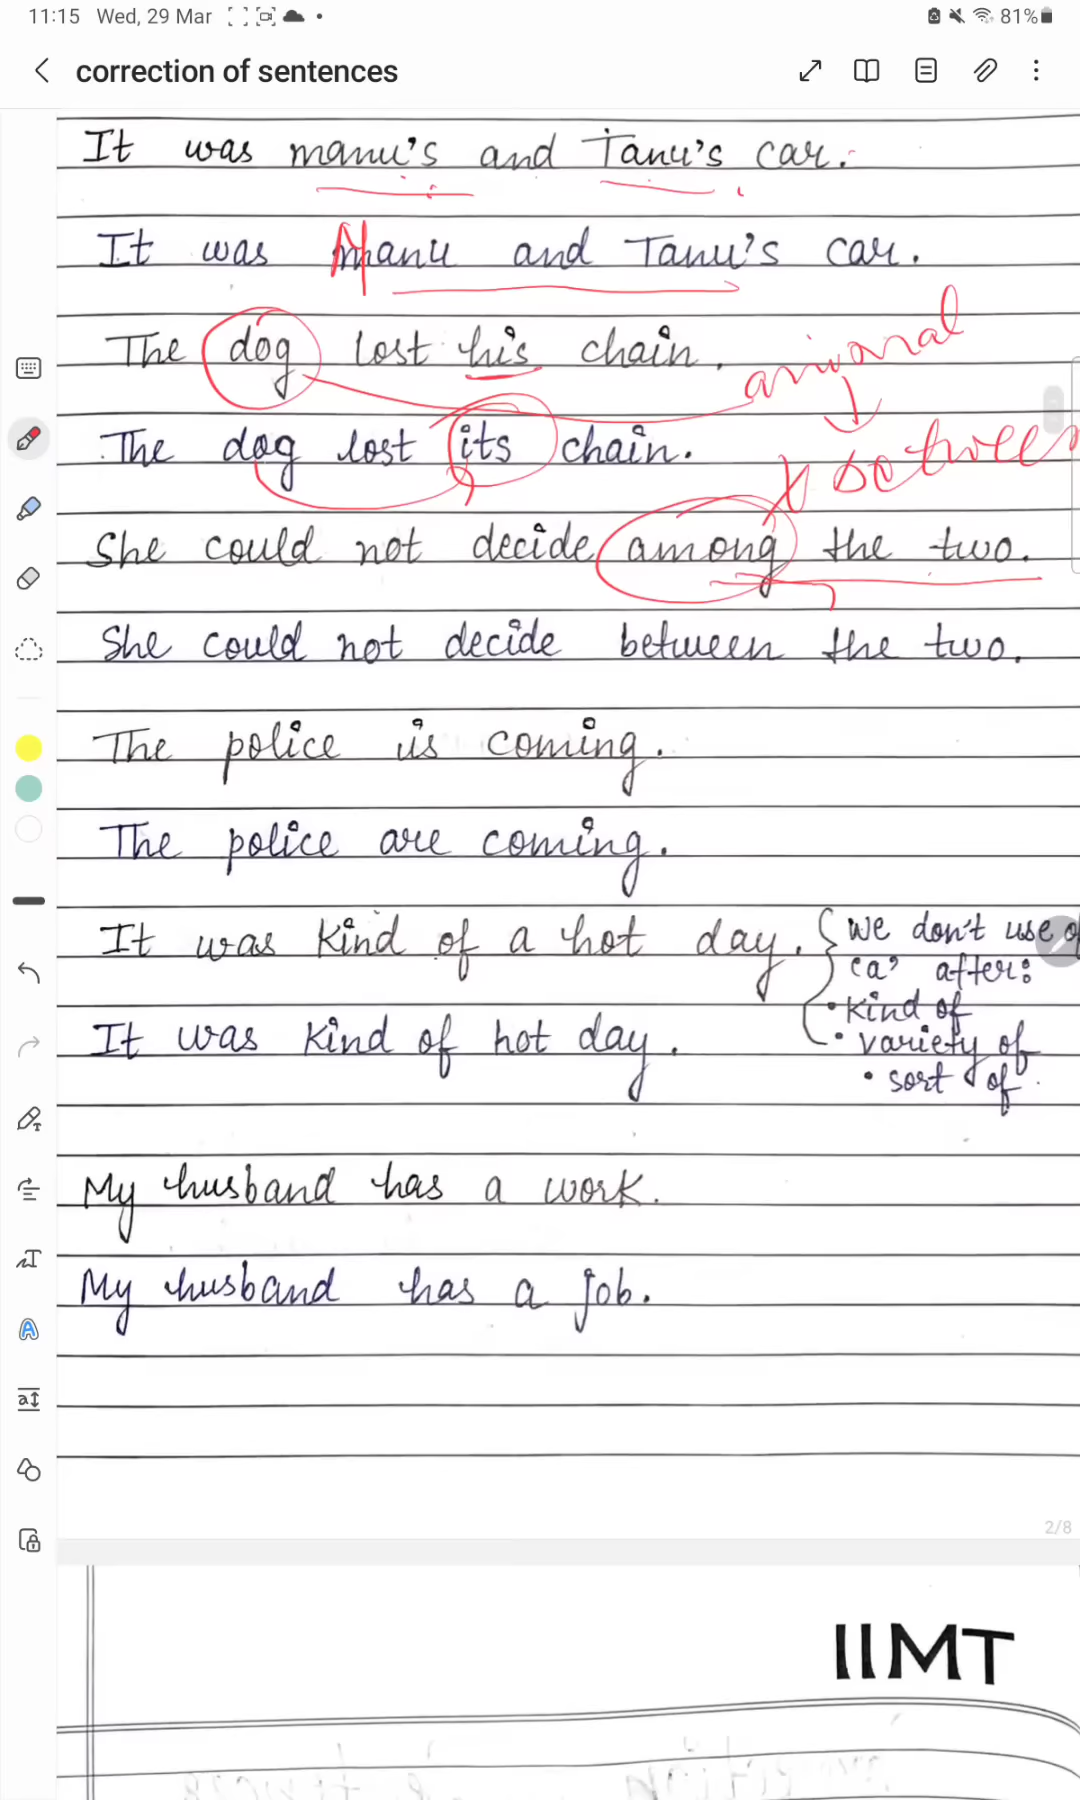 11:15 Wed, 29 Mar
81%
correction of sentences
It was manu's and Tanu's car.
It was Manu and Tanu's car.
The dog lost his chain.
animal
The dog lost its chain.
between
She could not decide among the two.
She could not decide between the two.
The police is coming.
The police are coming.
It was kind of a hot day.
we don't use of
'a' after:
• kind of
It was kind of hot day.
• variety of
• sort of
My husband has a work.
My husband has a job.
2/8
IIMT